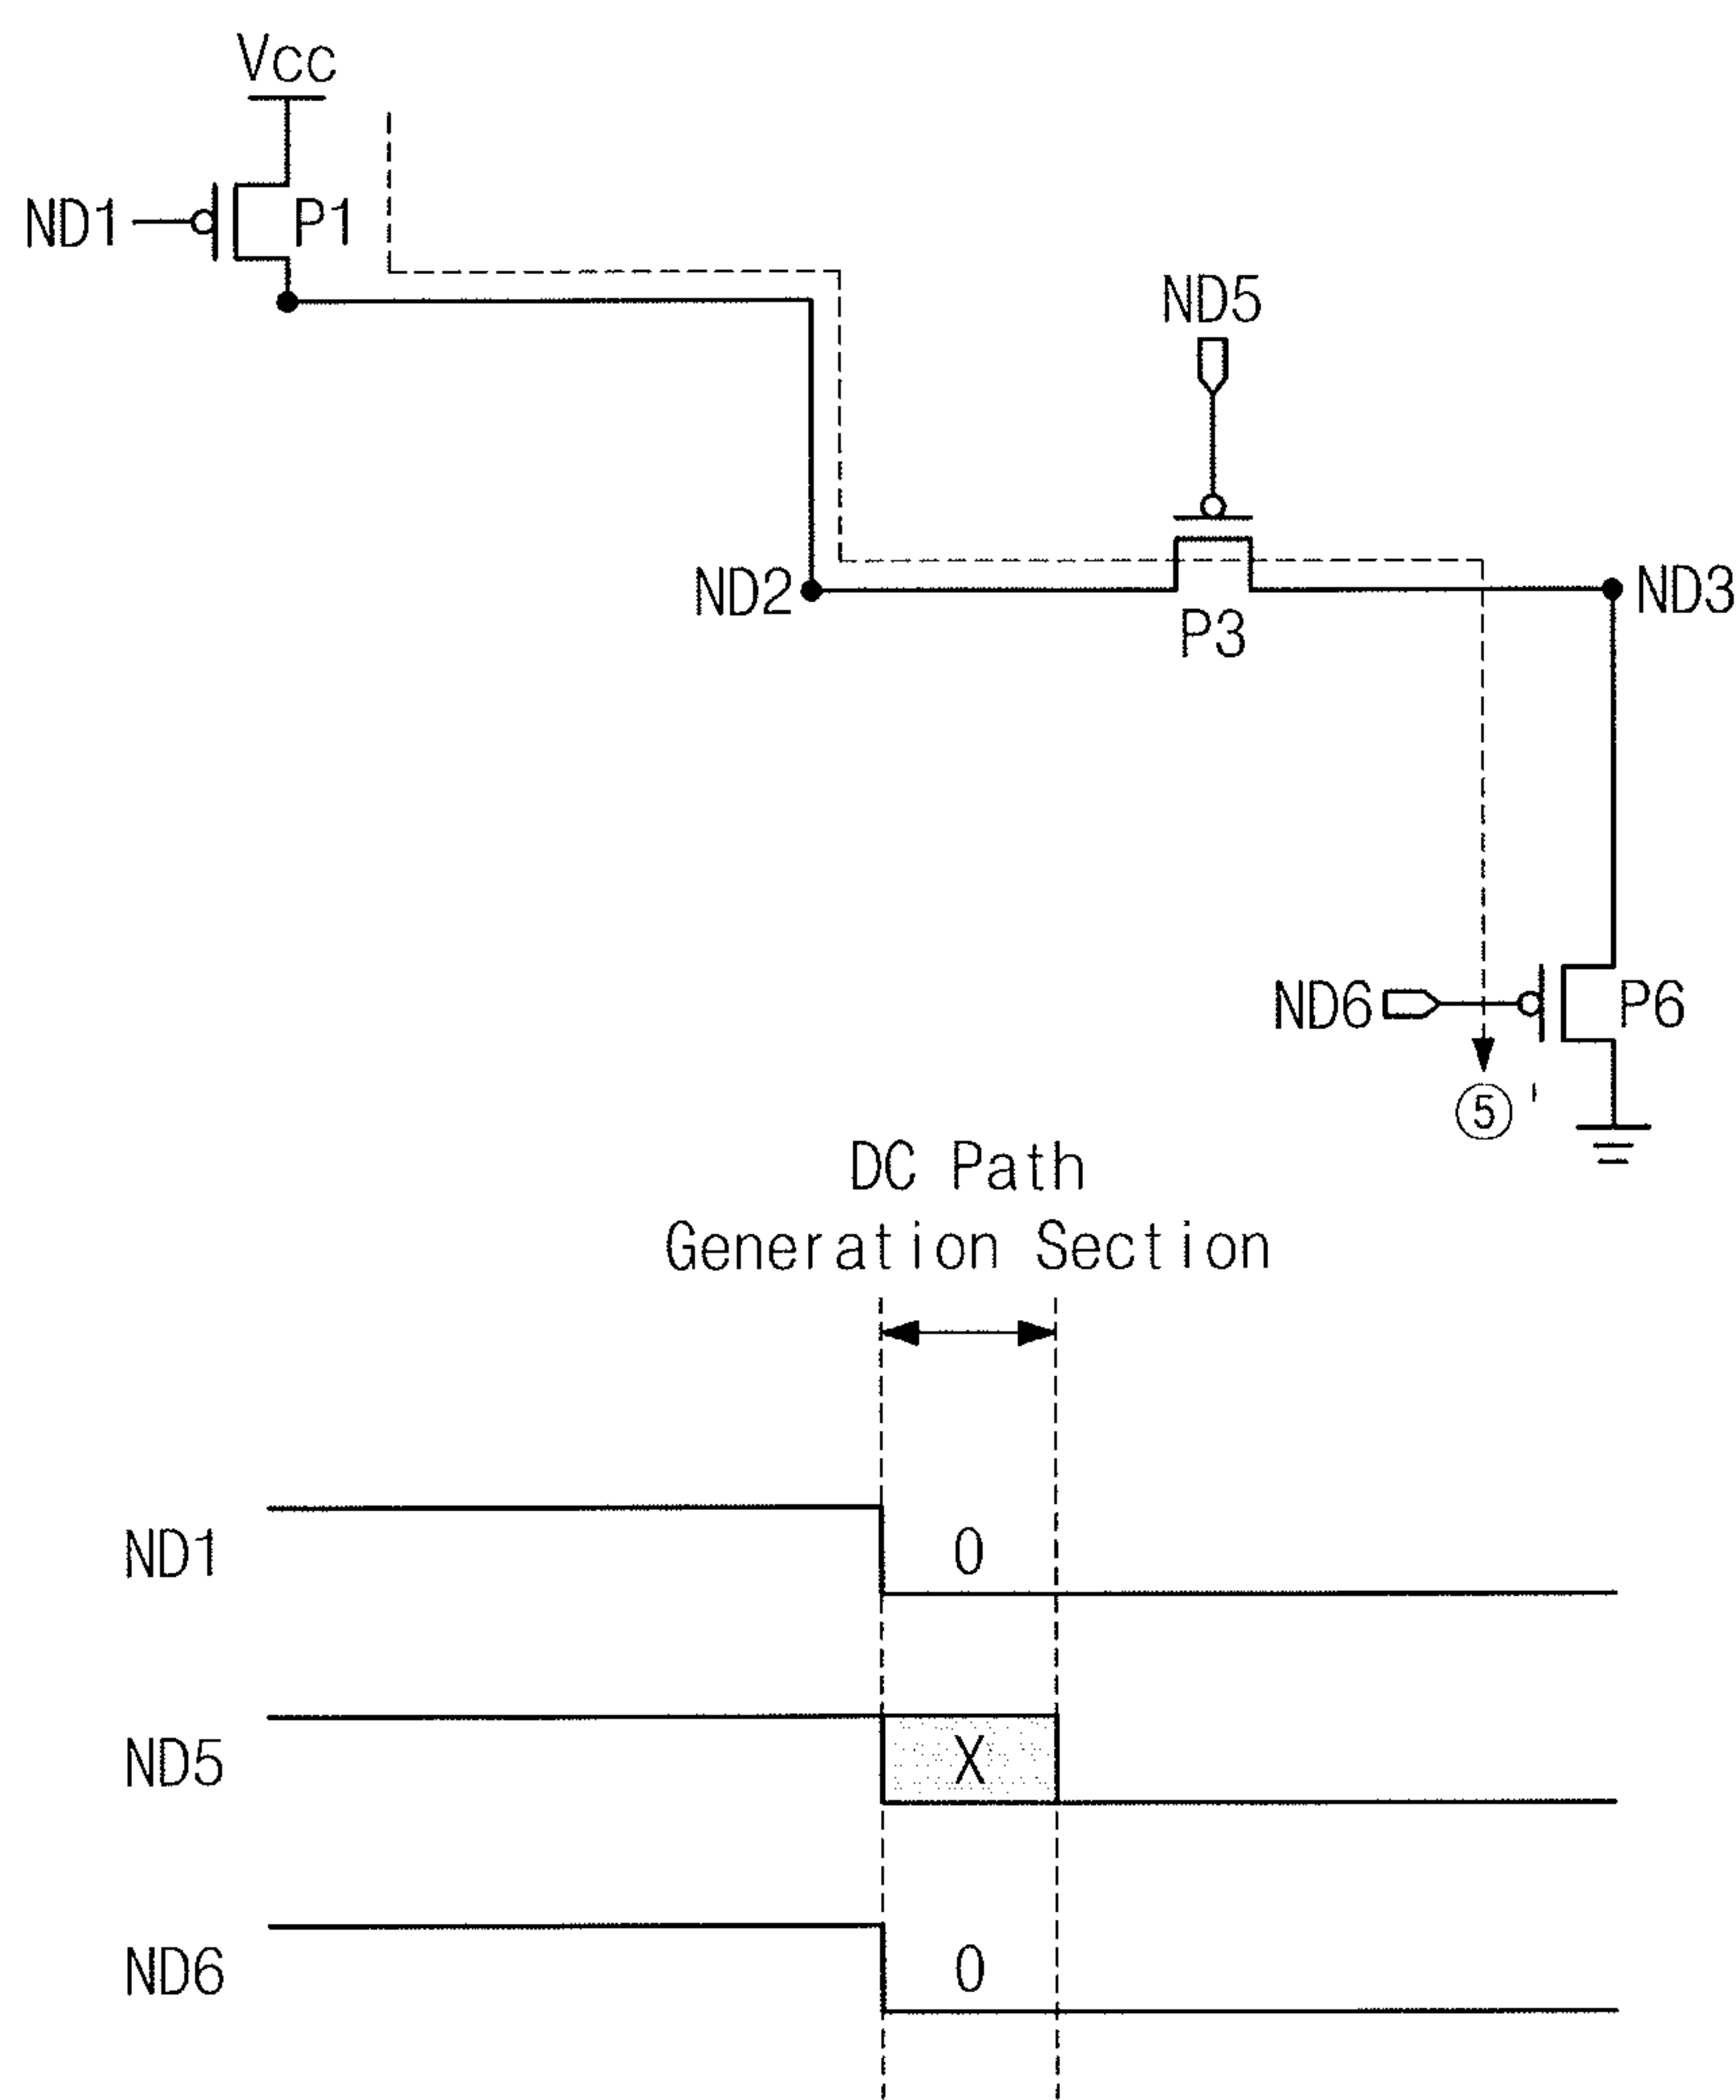 Vcc
ND1
P1
ND5
ND2
ND3
P3
ND6
P6
⑤'
DC Path
Generation Section
ND1
0
ND5
X
ND6
0